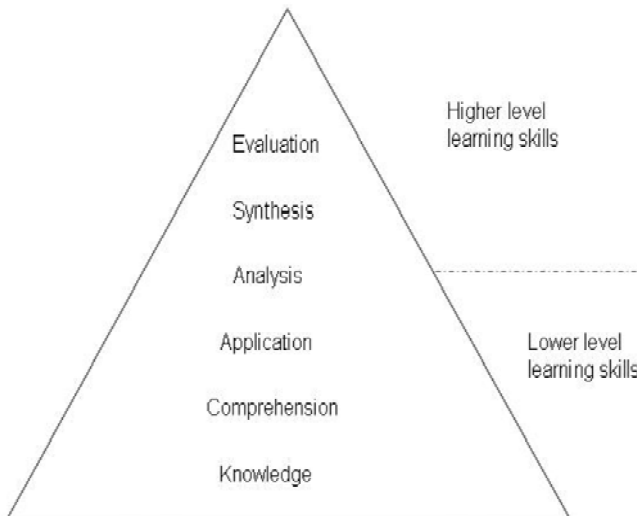 Higher level
learning skills
Evaluation
Synthesis
Analysis
Application
Lower level
learning skills
Comprehension
Knowledge